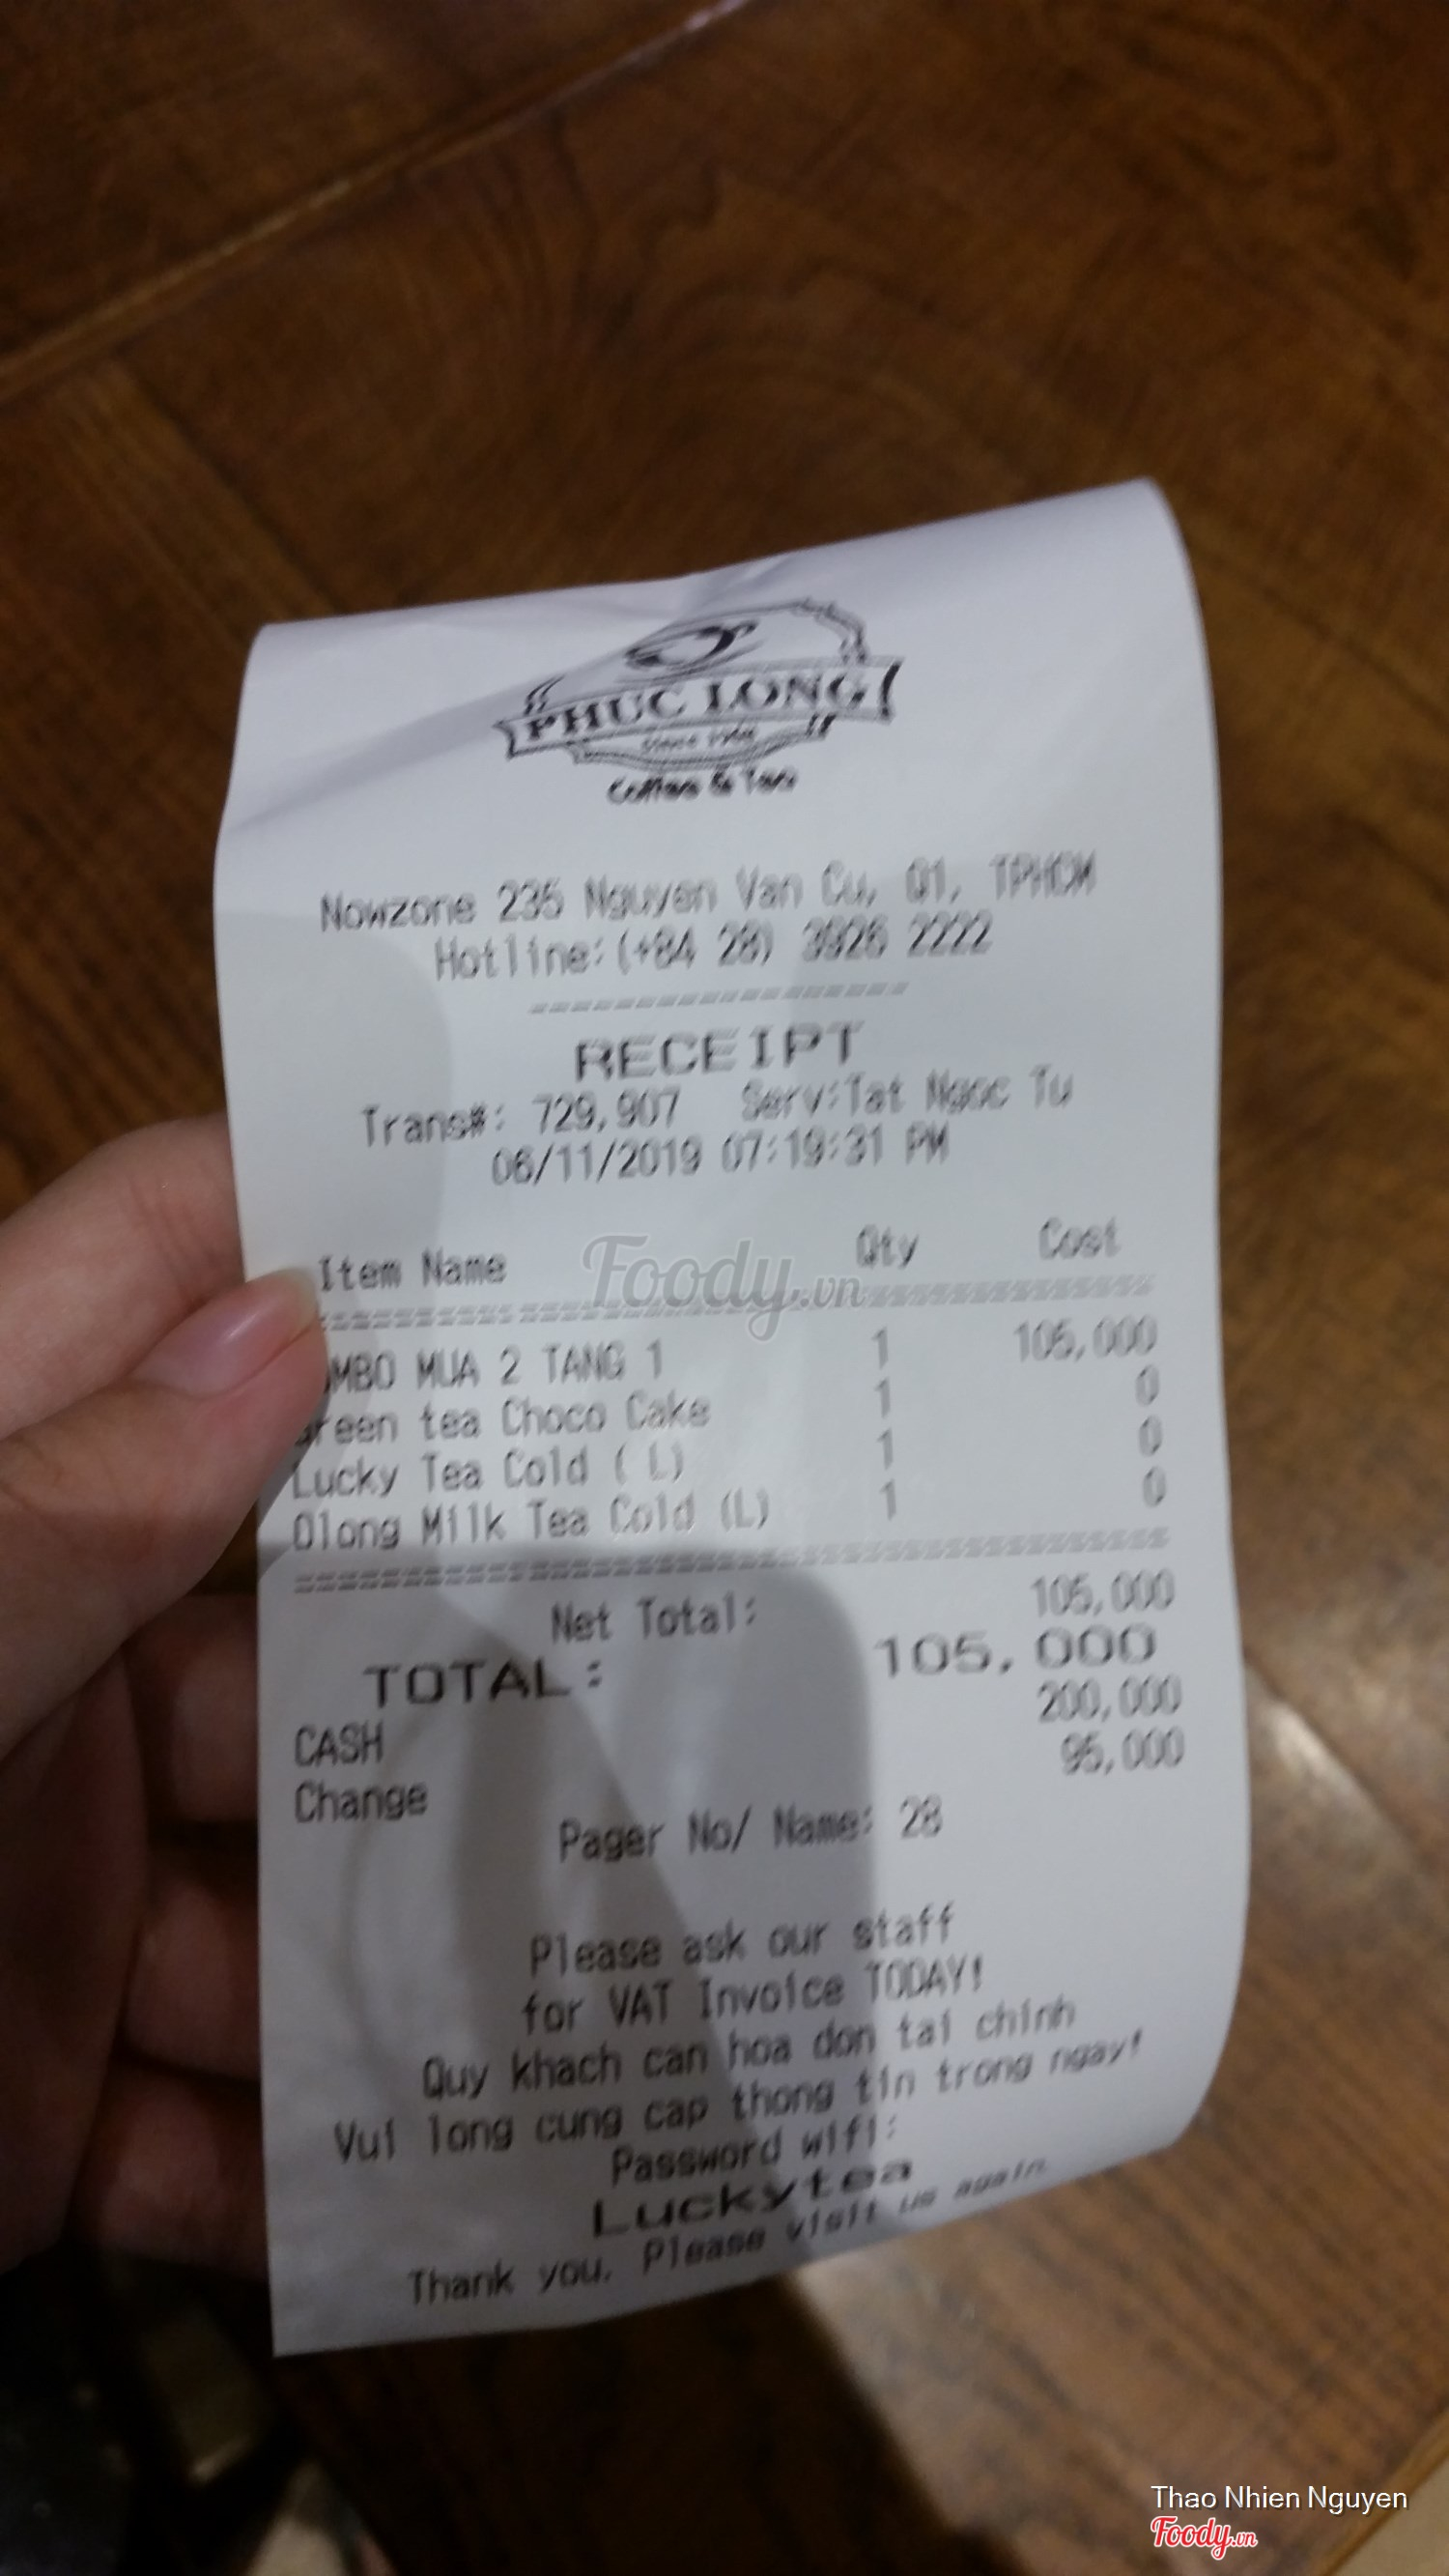 PHUC LONG
Coffee & Tea
Nowzone 235 Nguyen Van Cu, Q1, TPHCM
Hotline:(+84 28) 3926 2222
RECEIPT
Trans#: 729,907 Serv:Tat Ngoc Tu
06/11/2019 07:19:31 PM
Item Name Qty Cost
Foody.vn
OMBO MUA 2 TANG 1 1 105,000
Green tea Choco Cake 1 0
Lucky Tea Cold ( L) 1 0
Olong Milk Tea Cold (L) 1 0
Net Total: 105,000
TOTAL: 105,000
CASH 200,000
Change 95,000
Pager No/ Name: 28
Please ask our staff
for VAT Invoice TODAY!
Quy khach can hoa don tai chinh
Vui long cung cap thong tin trong ngay!
Password wifi:
Luckytea
Thank you. Please visit us again.
Thao Nhien Nguyen
Foody.vn